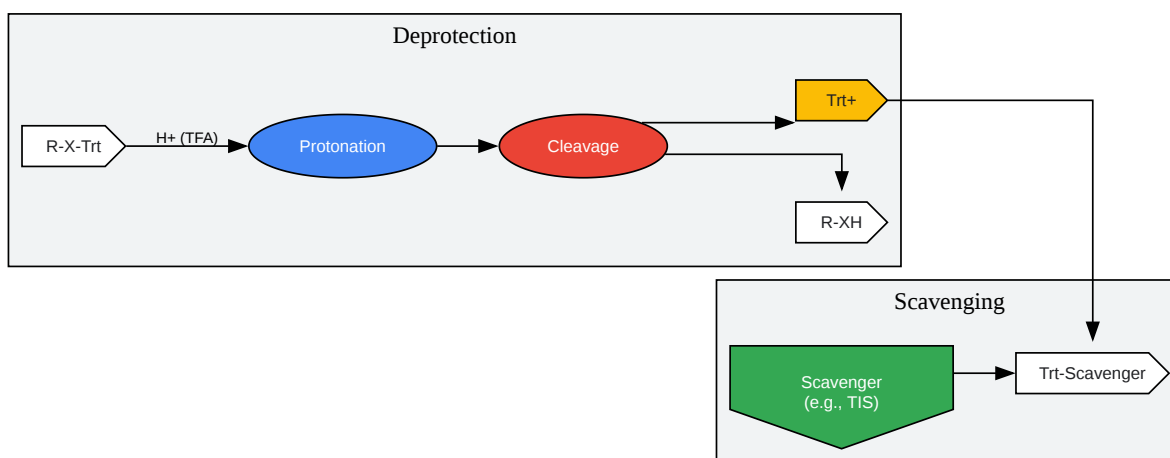 Deprotection
R-X-Trt
H+ (TFA)
Protonation
Cleavage
Trt+
R-XH
Scavenging
Scavenger
(e.g., TIS)
Trt-Scavenger